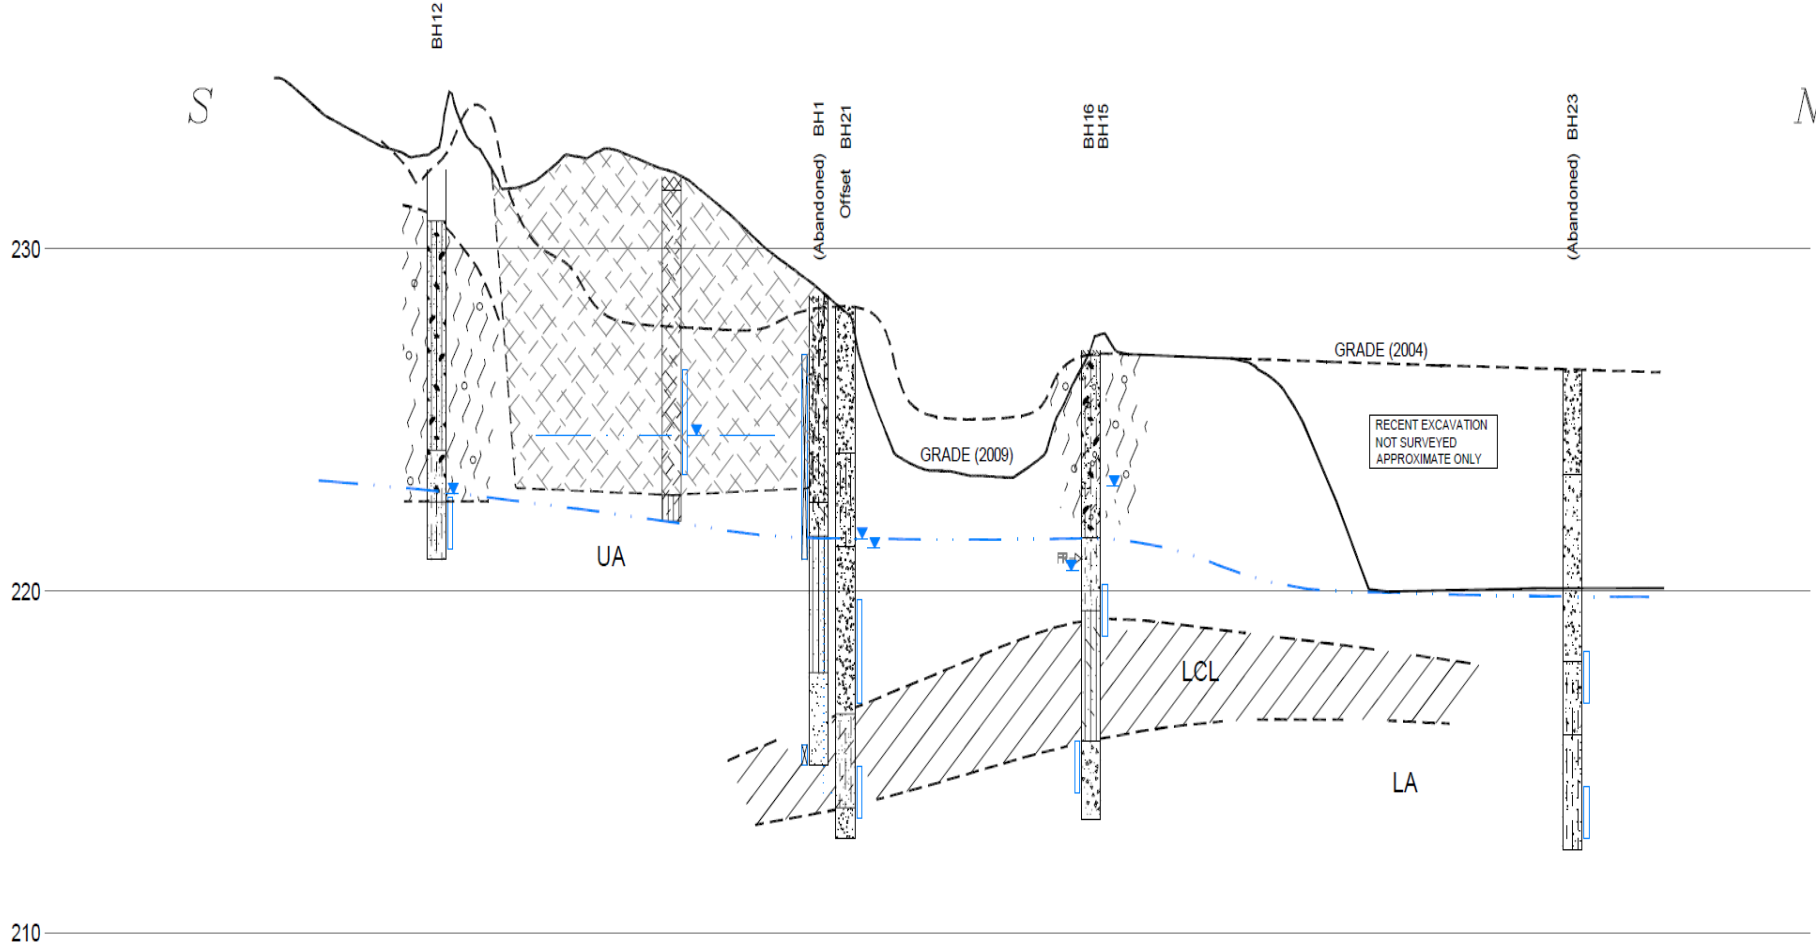 BH12
S
(Abandoned) BH1
Offset BH21
BH16
BH15
(Abandoned) BH23
N
230
GRADE (2004)
RECENT EXCAVATION
NOT SURVEYED
APPROXIMATE ONLY
GRADE (2009)
UA
220
LCL
LA
210